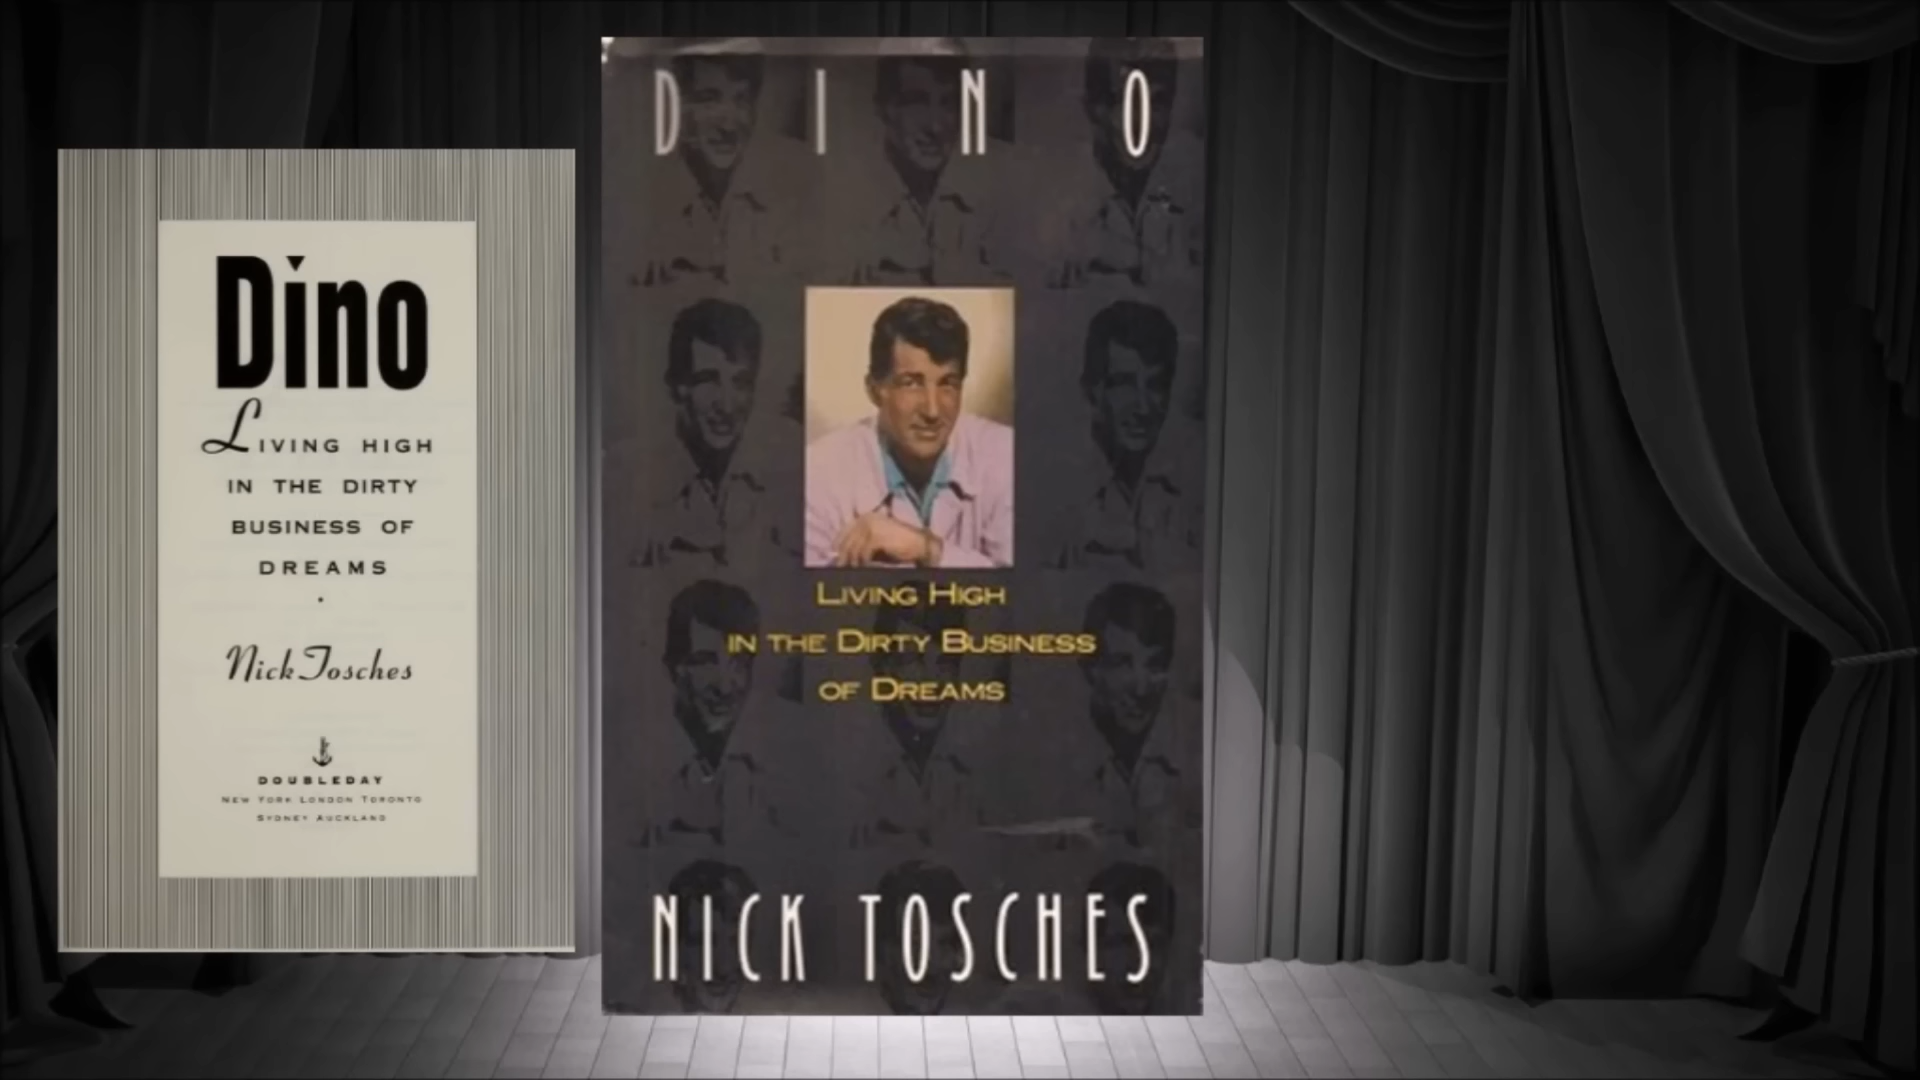 Dino
LIVING HIGH
IN THE DIRTY
BUSINESS OF
DREAMS
Nick Tosches
DOUBLEDAY
NEW YORK LONDON TORONTO
SYDNEY AUCKLAND
DINO
LIVING HIGH
IN THE DIRTY BUSINESS
OF DREAMS
NICK TOSCHES